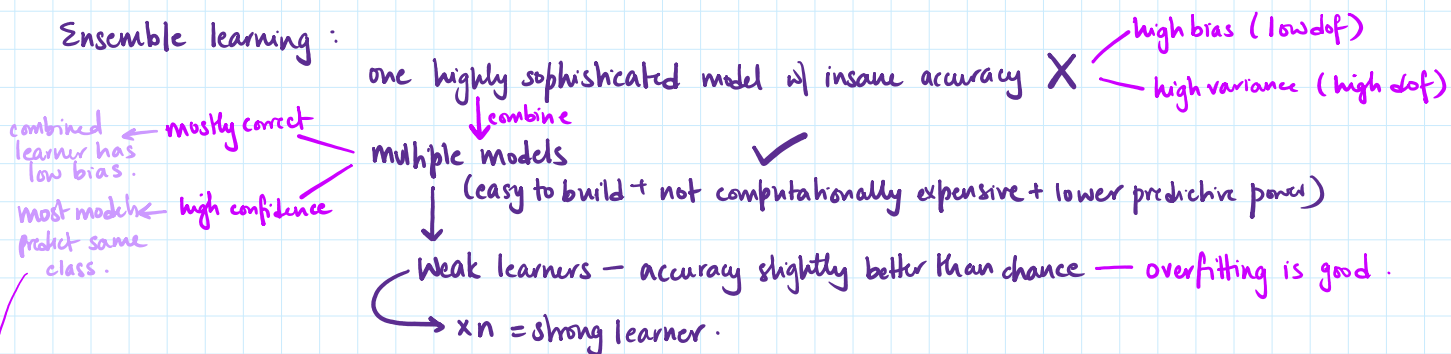 Ensemble learning :
high bias (low dof)
one highly sophisticated model w/ insane accuracy X
high variance (high dof)
combine
combined
learner has
low bias.
mostly correct
multiple models ✓
(easy to build + not computationally expensive + lower predictive power)
most models
predict same
class.
high confidence
Weak learners – accuracy slightly better than chance — overfitting is good.
xn = strong learner.